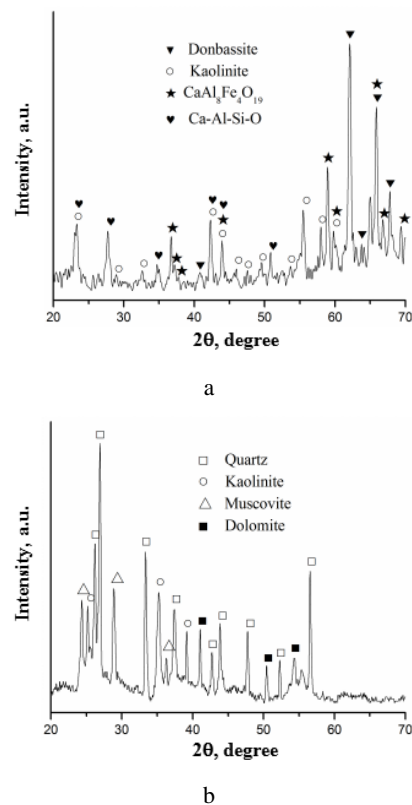 Donbassite
Kaolinite
CaAl₈Fe₄O₁₉
Ca-Al-Si-O
Intensity, a.u.
20 30 40 50 60 70
2θ, degree
a
Quartz
Kaolinite
Muscovite
Dolomite
Intensity, a.u.
20 30 40 50 60 70
2θ, degree
b